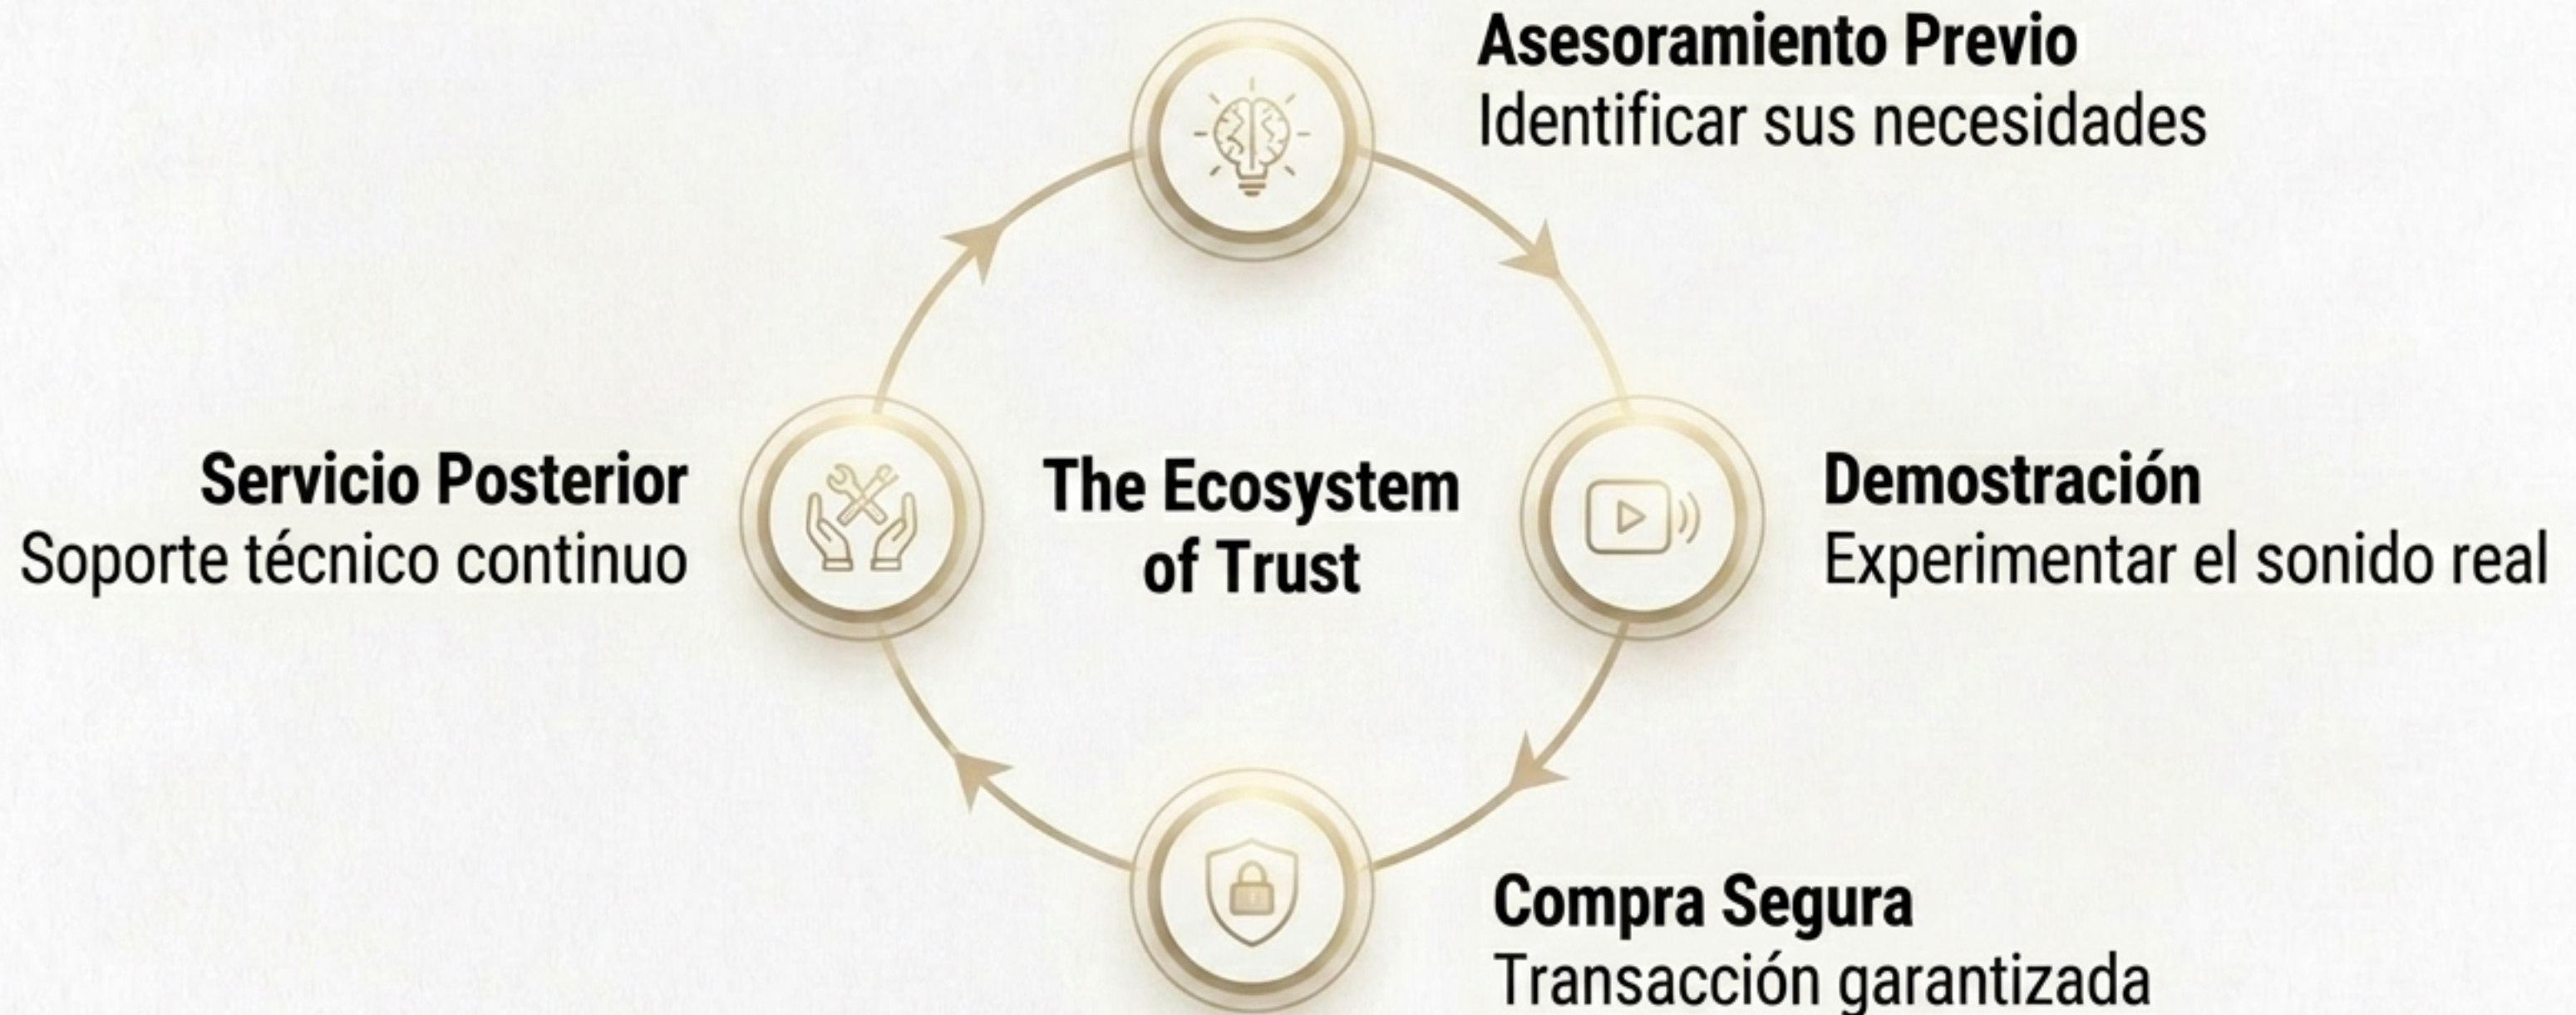 Asesoramiento Previo
Identificar sus necesidades
Servicio Posterior
Soporte técnico continuo
The Ecosystem
of Trust
Demostración
Experimentar el sonido real
Compra Segura
Transacción garantizada